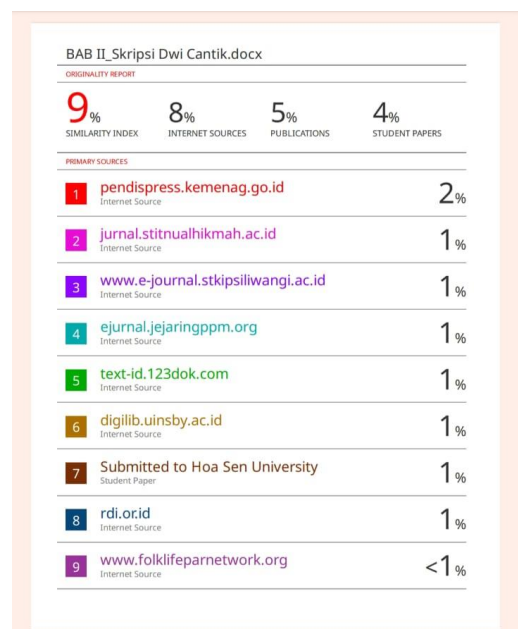 BAB II_Skripsi Dwi Cantik.docx
ORIGINALITY REPORT
9% 8% 5% 4%
SIMILARITY INDEX INTERNET SOURCES PUBLICATIONS STUDENT PAPERS
PRIMARY SOURCES
1 pendispress.kemenag.go.id 2%
Internet Source
2 jurnal.stitnualhikmah.ac.id 1%
Internet Source
3 www.e-journal.stkipsiliwangi.ac.id 1%
Internet Source
4 ejurnal.jejaringppm.org 1%
Internet Source
5 text-id.123dok.com 1%
Internet Source
6 digilib.uinsby.ac.id 1%
Internet Source
7 Submitted to Hoa Sen University 1%
Student Paper
8 rdi.or.id 1%
Internet Source
9 www.folklifeparnetwork.org <1%
Internet Source